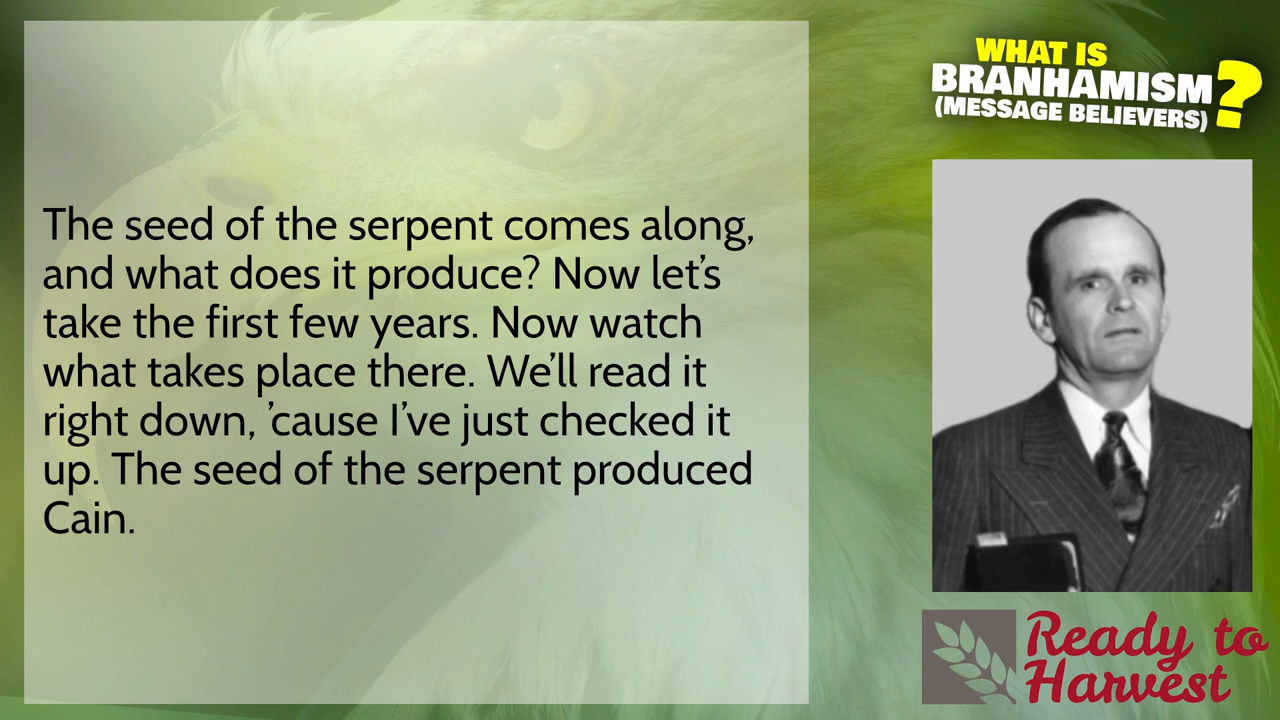 The seed of the serpent comes along,
and what does it produce? Now let’s
take the first few years. Now watch
what takes place there. We’ll read it
right down, ’cause I’ve just checked it
up. The seed of the serpent produced
Cain.
WHAT IS
BRANHAMISM
(MESSAGE BELIEVERS)?
Ready to
Harvest